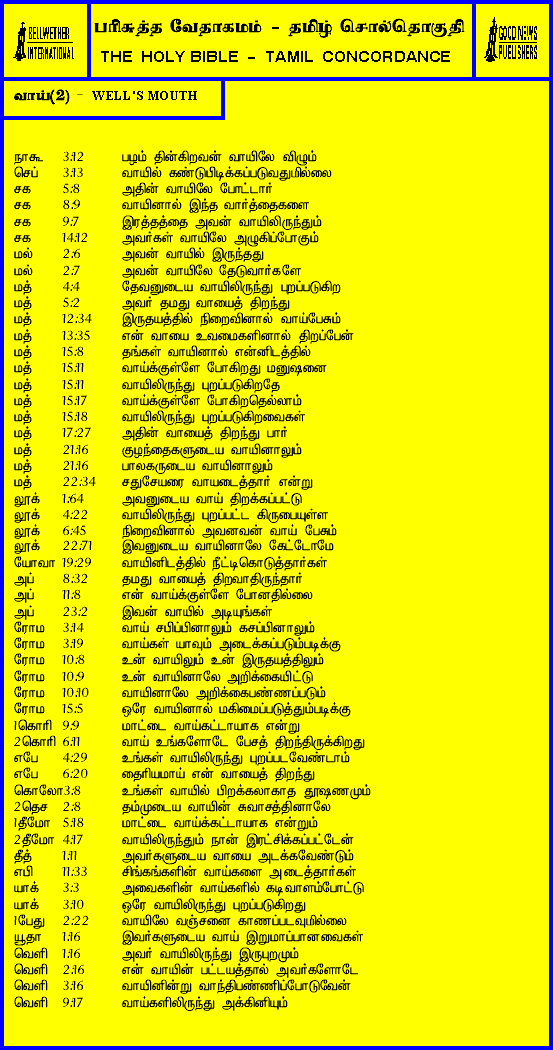 BELLWETHER
INTERNATIONAL
பரிசுத்த வேதாகமம் - தமிழ் சொல்தொகுதி
THE HOLY BIBLE - TAMIL CONCORDANCE
GOOD NEWS
PUBLISHERS
வாய்(2) - WELL'S MOUTH
நாகூ 3:12 பழம் தின்கிறவன் வாயிலே விழும்
செப் 3:13 வாயில் கண்டுபிடிக்கப்படுவதுமில்லை
சக 5:8 அதின் வாயிலே போட்டார்
சக 8:9 வாயினால் இந்த வார்த்தைகளை
சக 9:7 இரத்தத்தை அவன் வாயிலிருந்தும்
சக 14:12 அவர்கள் வாயிலே அழுகிப்போகும்
மல் 2:6 அவன் வாயில் இருந்தது
மல் 2:7 அவன் வாயிலே தேடுவார்களே
மத் 4:4 தேவனுடைய வாயிலிருந்து புறப்படுகிற
மத் 5:2 அவர் தமது வாயைத் திறந்து
மத் 12:34 இருதயத்தில் நிறைவினால் வாய்பேசும்
மத் 13:35 என் வாயை உவமைகளினால் திறப்பேன்
மத் 15:8 தங்கள் வாயினால் என்னிடத்தில்
மத் 15:11 வாய்க்குள்ளே போகிறது மனுஷனை
மத் 15:11 வாயிலிருந்து புறப்படுகிறதே
மத் 15:17 வாய்க்குள்ளே போகிறதெல்லாம்
மத் 15:18 வாயிலிருந்து புறப்படுகிறவைகள்
மத் 17:27 அதின் வாயைத் திறந்து பார்
மத் 21:16 குழந்தைகளுடைய வாயினாலும்
மத் 21:16 பாலகருடைய வாயினாலும்
மத் 22:34 சதுசேயரை வாயடைத்தார் என்று
லூக் 1:64 அவனுடைய வாய் திறக்கப்பட்டு
லூக் 4:22 வாயிலிருந்து புறப்பட்ட கிருபையுள்ள
லூக் 6:45 நிறைவினால் அவனவன் வாய் பேசும்
லூக் 22:71 இவனுடைய வாயினாலே கேட்டோமே
யோவா 19:29 வாயினிடத்தில் நீட்டிகொடுத்தார்கள்
அப் 8:32 தமது வாயைத் திறவாதிருந்தார்
அப் 11:8 என் வாய்க்குள்ளே போனதில்லை
அப் 23:2 இவன் வாயில் அடியுங்கள்
ரோம 3:14 வாய் சபிப்பினாலும் கசப்பினாலும்
ரோம 3:19 வாய்கள் யாவும் அடைக்கப்படும்படிக்கு
ரோம 10:8 உன் வாயிலும் உன் இருதயத்திலும்
ரோம 10:9 உன் வாயினாலே அறிக்கையிட்டு
ரோம 10:10 வாயினாலே அறிக்கைபண்ணப்படும்
ரோம 15:5 ஒரே வாயினால் மகிமைப்படுத்தும்படிக்கு
1கொரி 9:9 மாட்டை வாய்கட்டாயாக என்று
2கொரி 6:11 வாய் உங்களோடே பேசத் திறந்திருக்கிறது
எபே 4:29 உங்கள் வாயிலிருந்து புறப்படவேண்டாம்
எபே 6:20 தைரியமாய் என் வாயைத் திறந்து
கொலோ3:8 உங்கள் வாயில் பிறக்கலாகாத தூஷணமும்
2தெச 2:8 தம்முடைய வாயின் சுவாசத்தினாலே
1தீமோ 5:18 மாட்டை வாய்க்கட்டாயாக என்றும்
2தீமோ 4:17 வாயிலிருந்தும் நான் இரட்சிக்கப்பட்டேன்
தீத் 1:11 அவர்களுடைய வாயை அடக்கவேண்டும்
எபி 11:33 சிங்கங்களின் வாய்களை அடைத்தார்கள்
யாக் 3:3 அவைகளின் வாய்களில் கடிவாளம்போட்டு
யாக் 3:10 ஒரே வாயிலிருந்து புறப்படுகிறது
1பேது 2:22 வாயிலே வஞ்சனை காணப்படவுமில்லை
யூதா 1:16 இவர்களுடைய வாய் இறுமாப்பானவைகள்
வெளி 1:16 அவர் வாயிலிருந்து இருபுறமும்
வெளி 2:16 என் வாயின் பட்டயத்தால் அவர்களோடே
வெளி 3:16 வாயினின்று வாந்திபண்ணிப்போடுவேன்
வெளி 9:17 வாய்களிலிருந்து அக்கினியும்